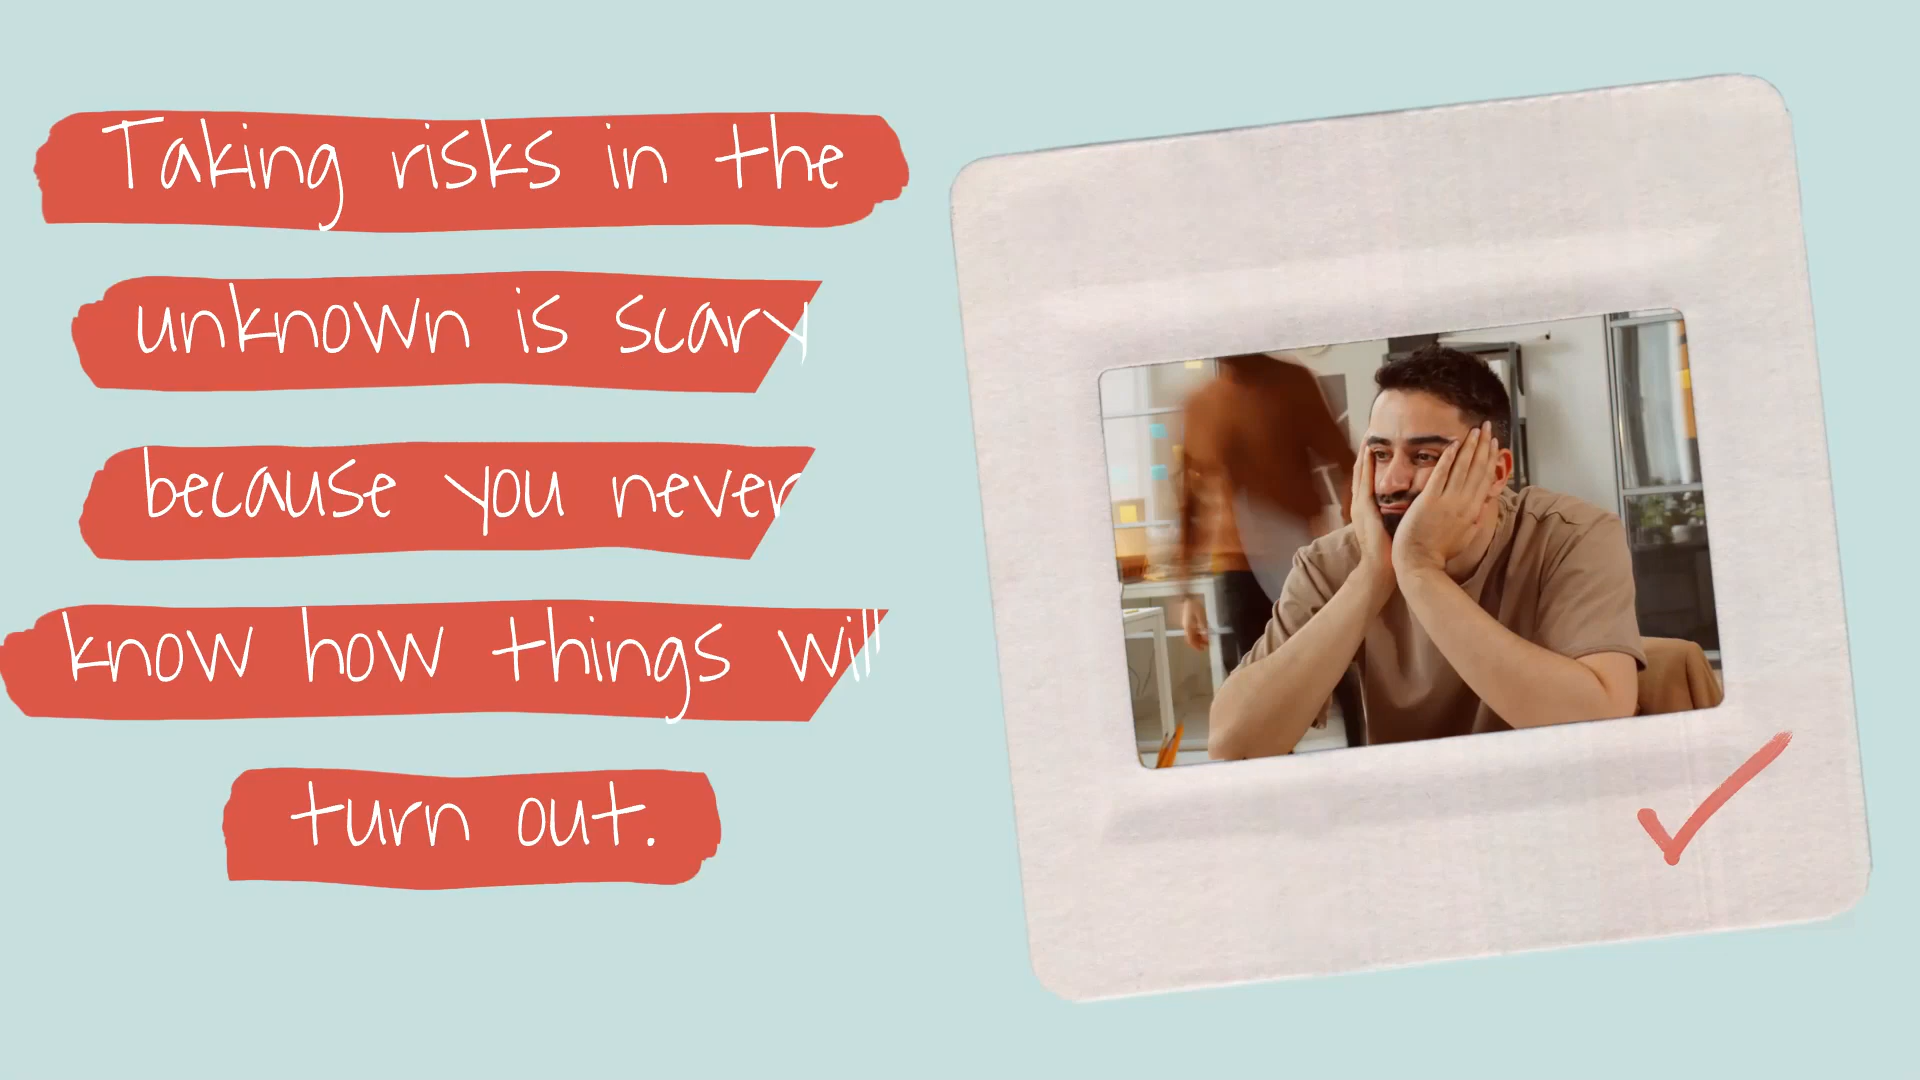 Taking risks in the
unknown is scary
because you never
know how things will
turn out.